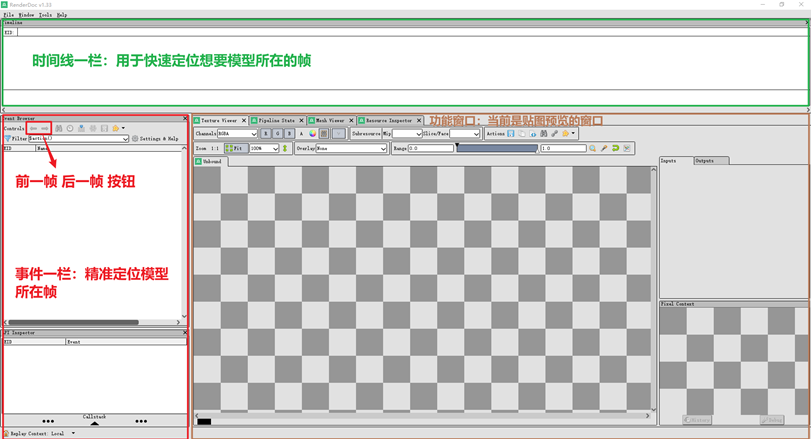 RenderDoc v1.33
File Window Tools Help
Timeline
EID:
时间线一栏：用于快速定位想要模型所在的帧
Event Browser
Controls
Filter $action() Settings & Help
EID Name
前一帧 后一帧 按钮
事件一栏：精准定位模型
所在帧
API Inspector
EID Event
Callstack
Replay Context: Local
Texture Viewer Pipeline State Mesh Viewer Resource Inspector
功能窗口；当前是贴图预览的窗口
Channels RGBA R G B A Subresource Mip Slice/Face Actions
Zoom 1:1 Fit 100% Overlay None Range 0.0 1.0
Unbound
Inputs Outputs
Pixel Context
History Debug